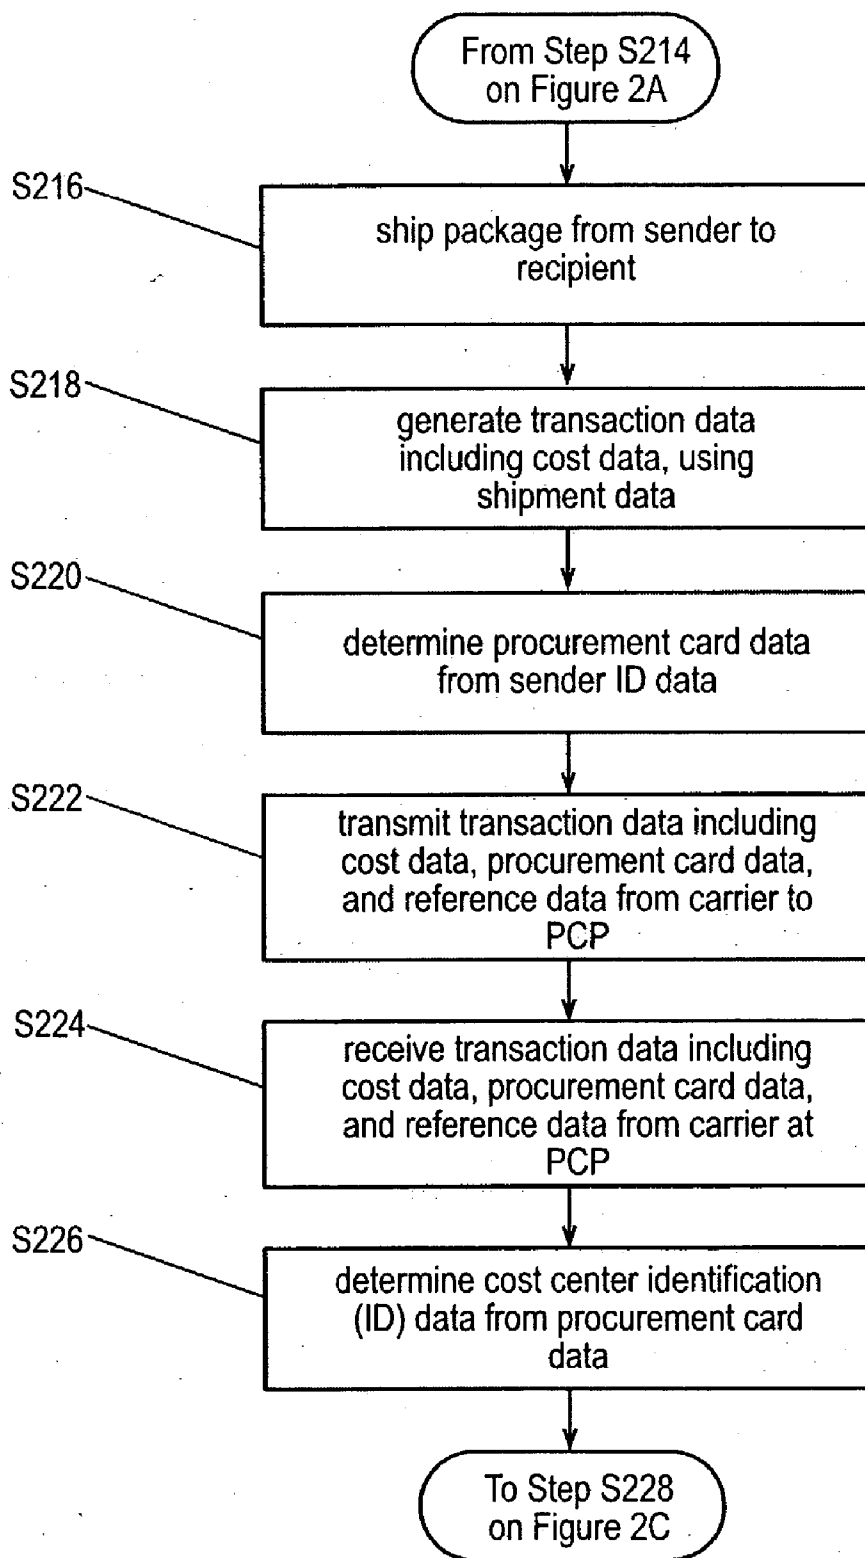 From Step S214
on Figure 2A
S216
ship package from sender to
recipient
S218
generate transaction data
including cost data, using
shipment data
S220
determine procurement card data
from sender ID data
S222
transmit transaction data including
cost data, procurement card data,
and reference data from carrier to
PCP
S224
receive transaction data including
cost data, procurement card data,
and reference data from carrier at
PCP
S226
determine cost center identification
(ID) data from procurement card
data
To Step S228
on Figure 2C